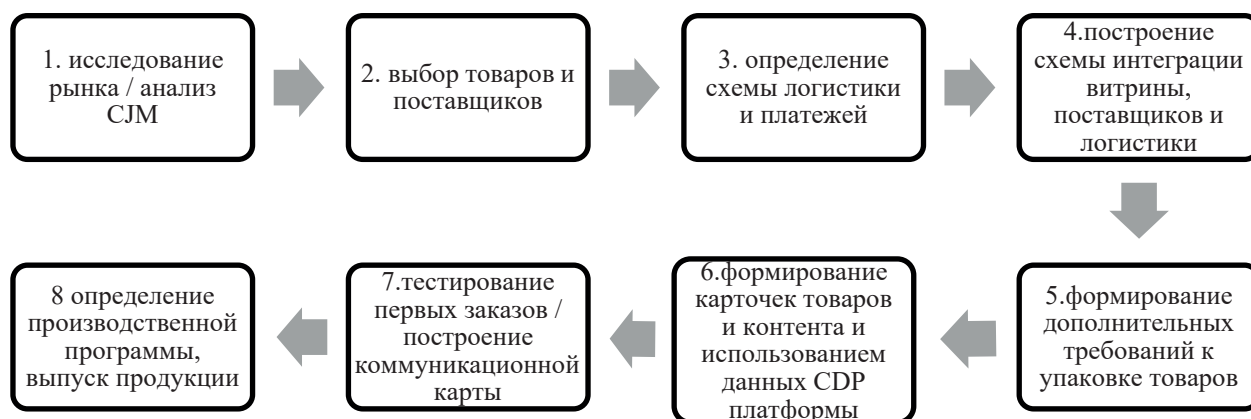 1. исследование
рынка / анализ
CJM
2. выбор товаров и
поставщиков
3. определение
схемы логистики
и платежей
4.построение
схемы интеграции
витрины,
поставщиков и
логистики
5.формирование
дополнительных
требований к
упаковке товаров
6.формирование
карточек товаров
и контента и
использованием
данных CDP
платформы
7.тестирование
первых заказов /
построение
коммуникационной
карты
8 определение
производственной
программы,
выпуск продукции